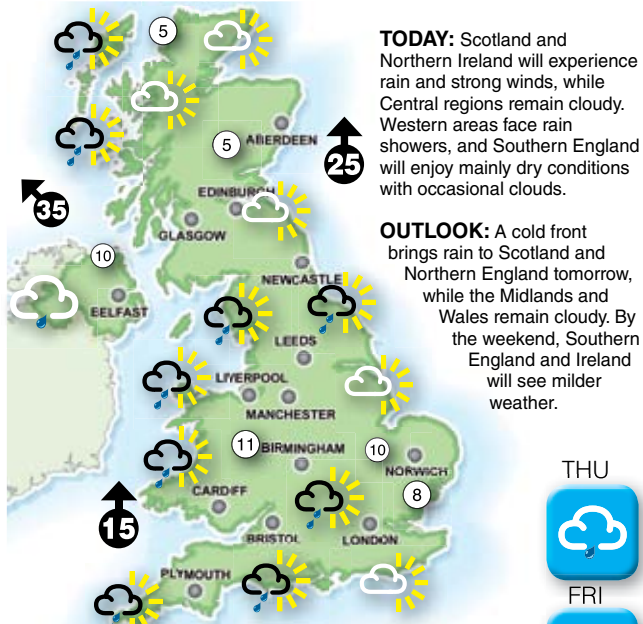 5
5
ABERDEEN
25
35
EDINBURGH
GLASGOW
10
NEWCASTLE
BELFAST
LEEDS
LIVERPOOL
MANCHESTER
11
BIRMINGHAM
10
NORWICH
CARDIFF
8
15
BRISTOL
LONDON
PLYMOUTH
TODAY: Scotland and
Northern Ireland will experience
rain and strong winds, while
Central regions remain cloudy.
Western areas face rain
showers, and Southern England
will enjoy mainly dry conditions
with occasional clouds.
OUTLOOK: A cold front
brings rain to Scotland and
Northern England tomorrow,
while the Midlands and
Wales remain cloudy. By
the weekend, Southern
England and Ireland
will see milder
weather.
THU
FRI